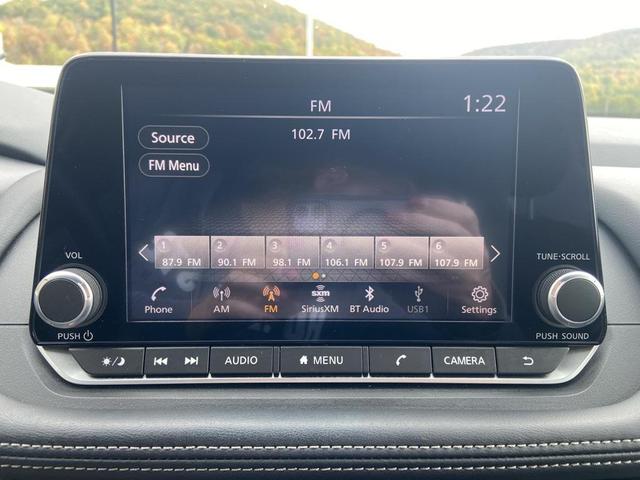 FM 1:22
Source 102.7 FM
FM Menu
1 2 3 4 5 6
87.9 FM 90.1 FM 98.1 FM 106.1 FM 107.9 FM 107.9 FM
VOL TUNE·SCROLL
Phone AM FM sxm SiriusXM BT Audio USB1 Settings
PUSH PUSH SOUND
AUDIO MENU CAMERA